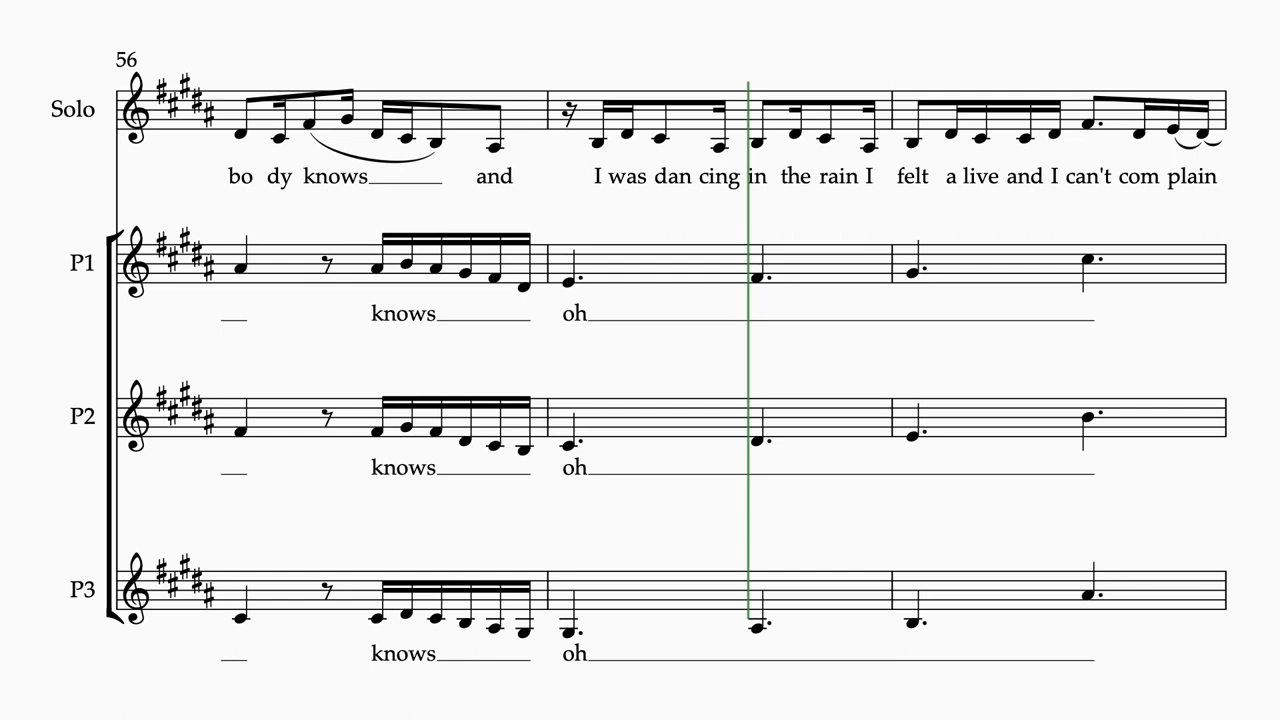 56
Solo
bo dy knows and I was dan cing in the rain I felt a live and I can't com plain
P1
knows oh
P2
knows oh
P3
knows oh